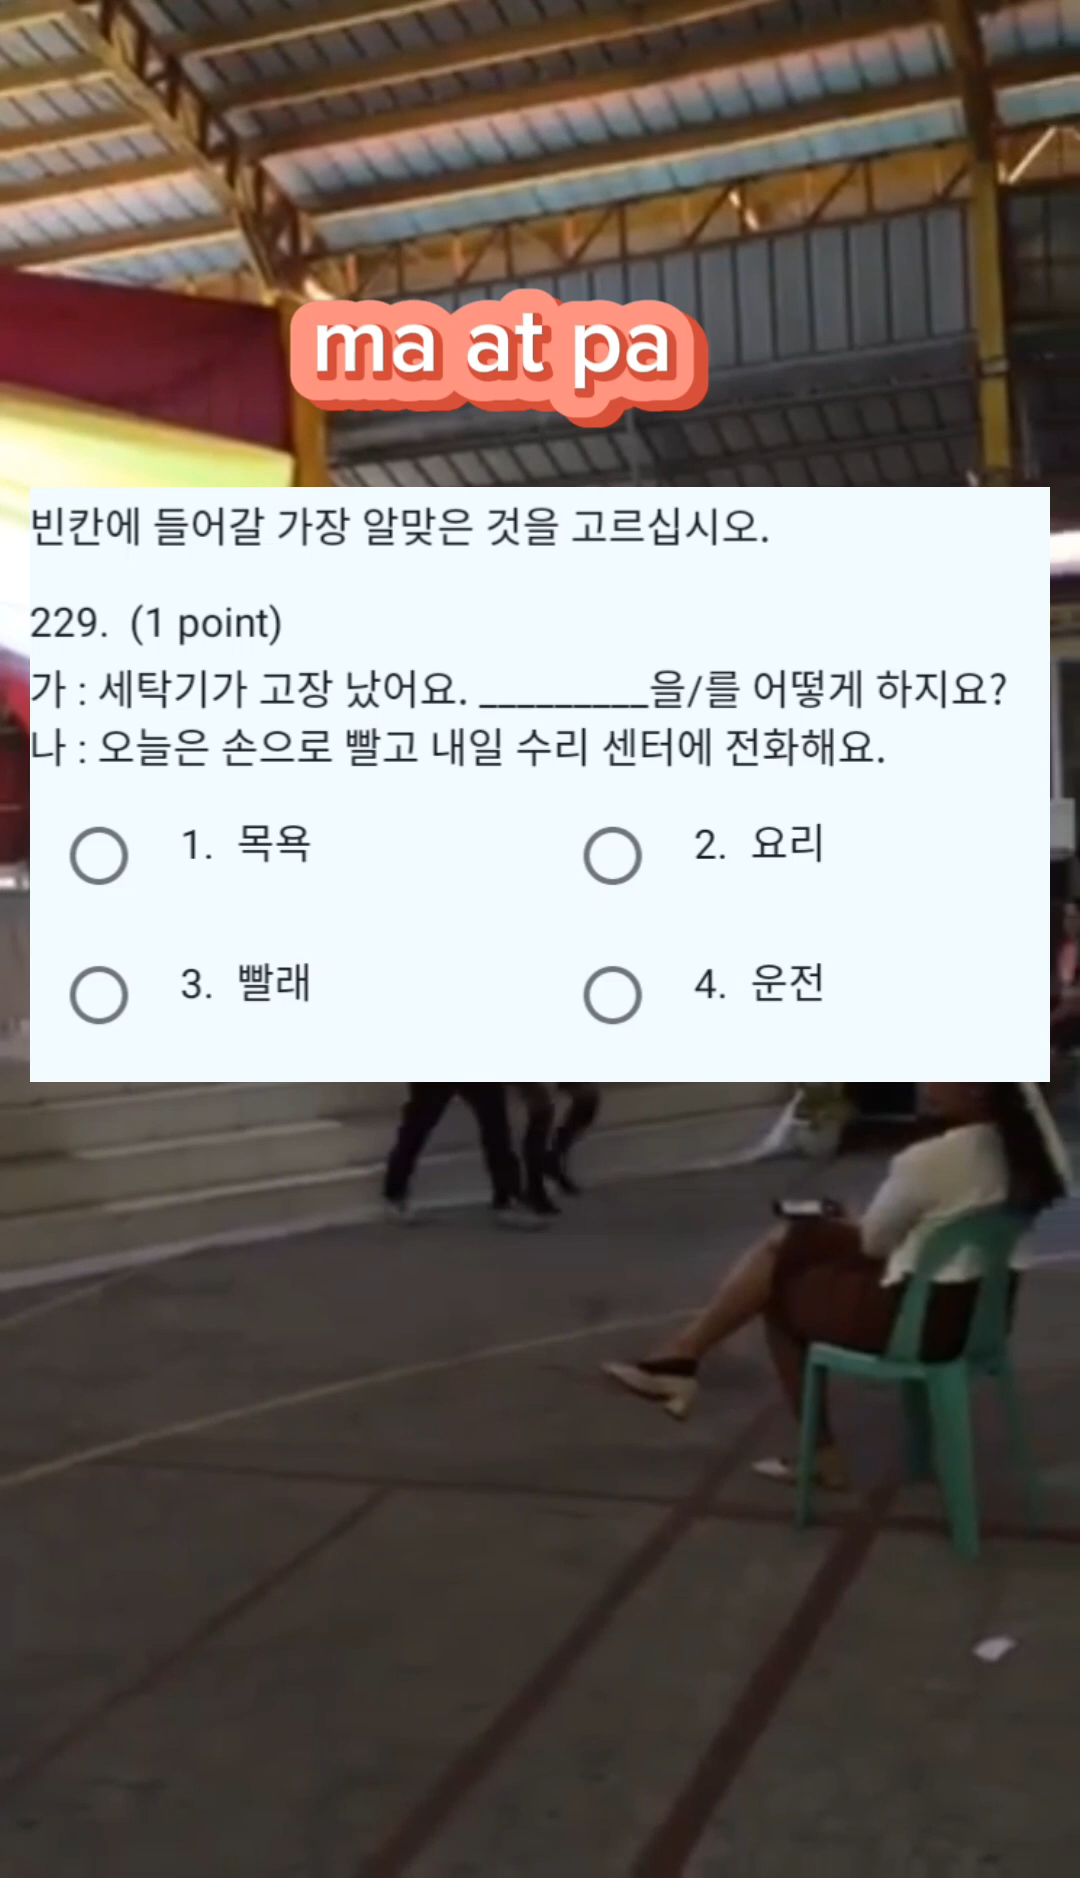 ma at pa
빈칸에 들어갈 가장 알맞은 것을 고르십시오.
229. (1 point)
가 : 세탁기가 고장 났어요. _________을/를 어떻게 하지요?
나 : 오늘은 손으로 빨고 내일 수리 센터에 전화해요.
1. 목욕
2. 요리
3. 빨래
4. 운전